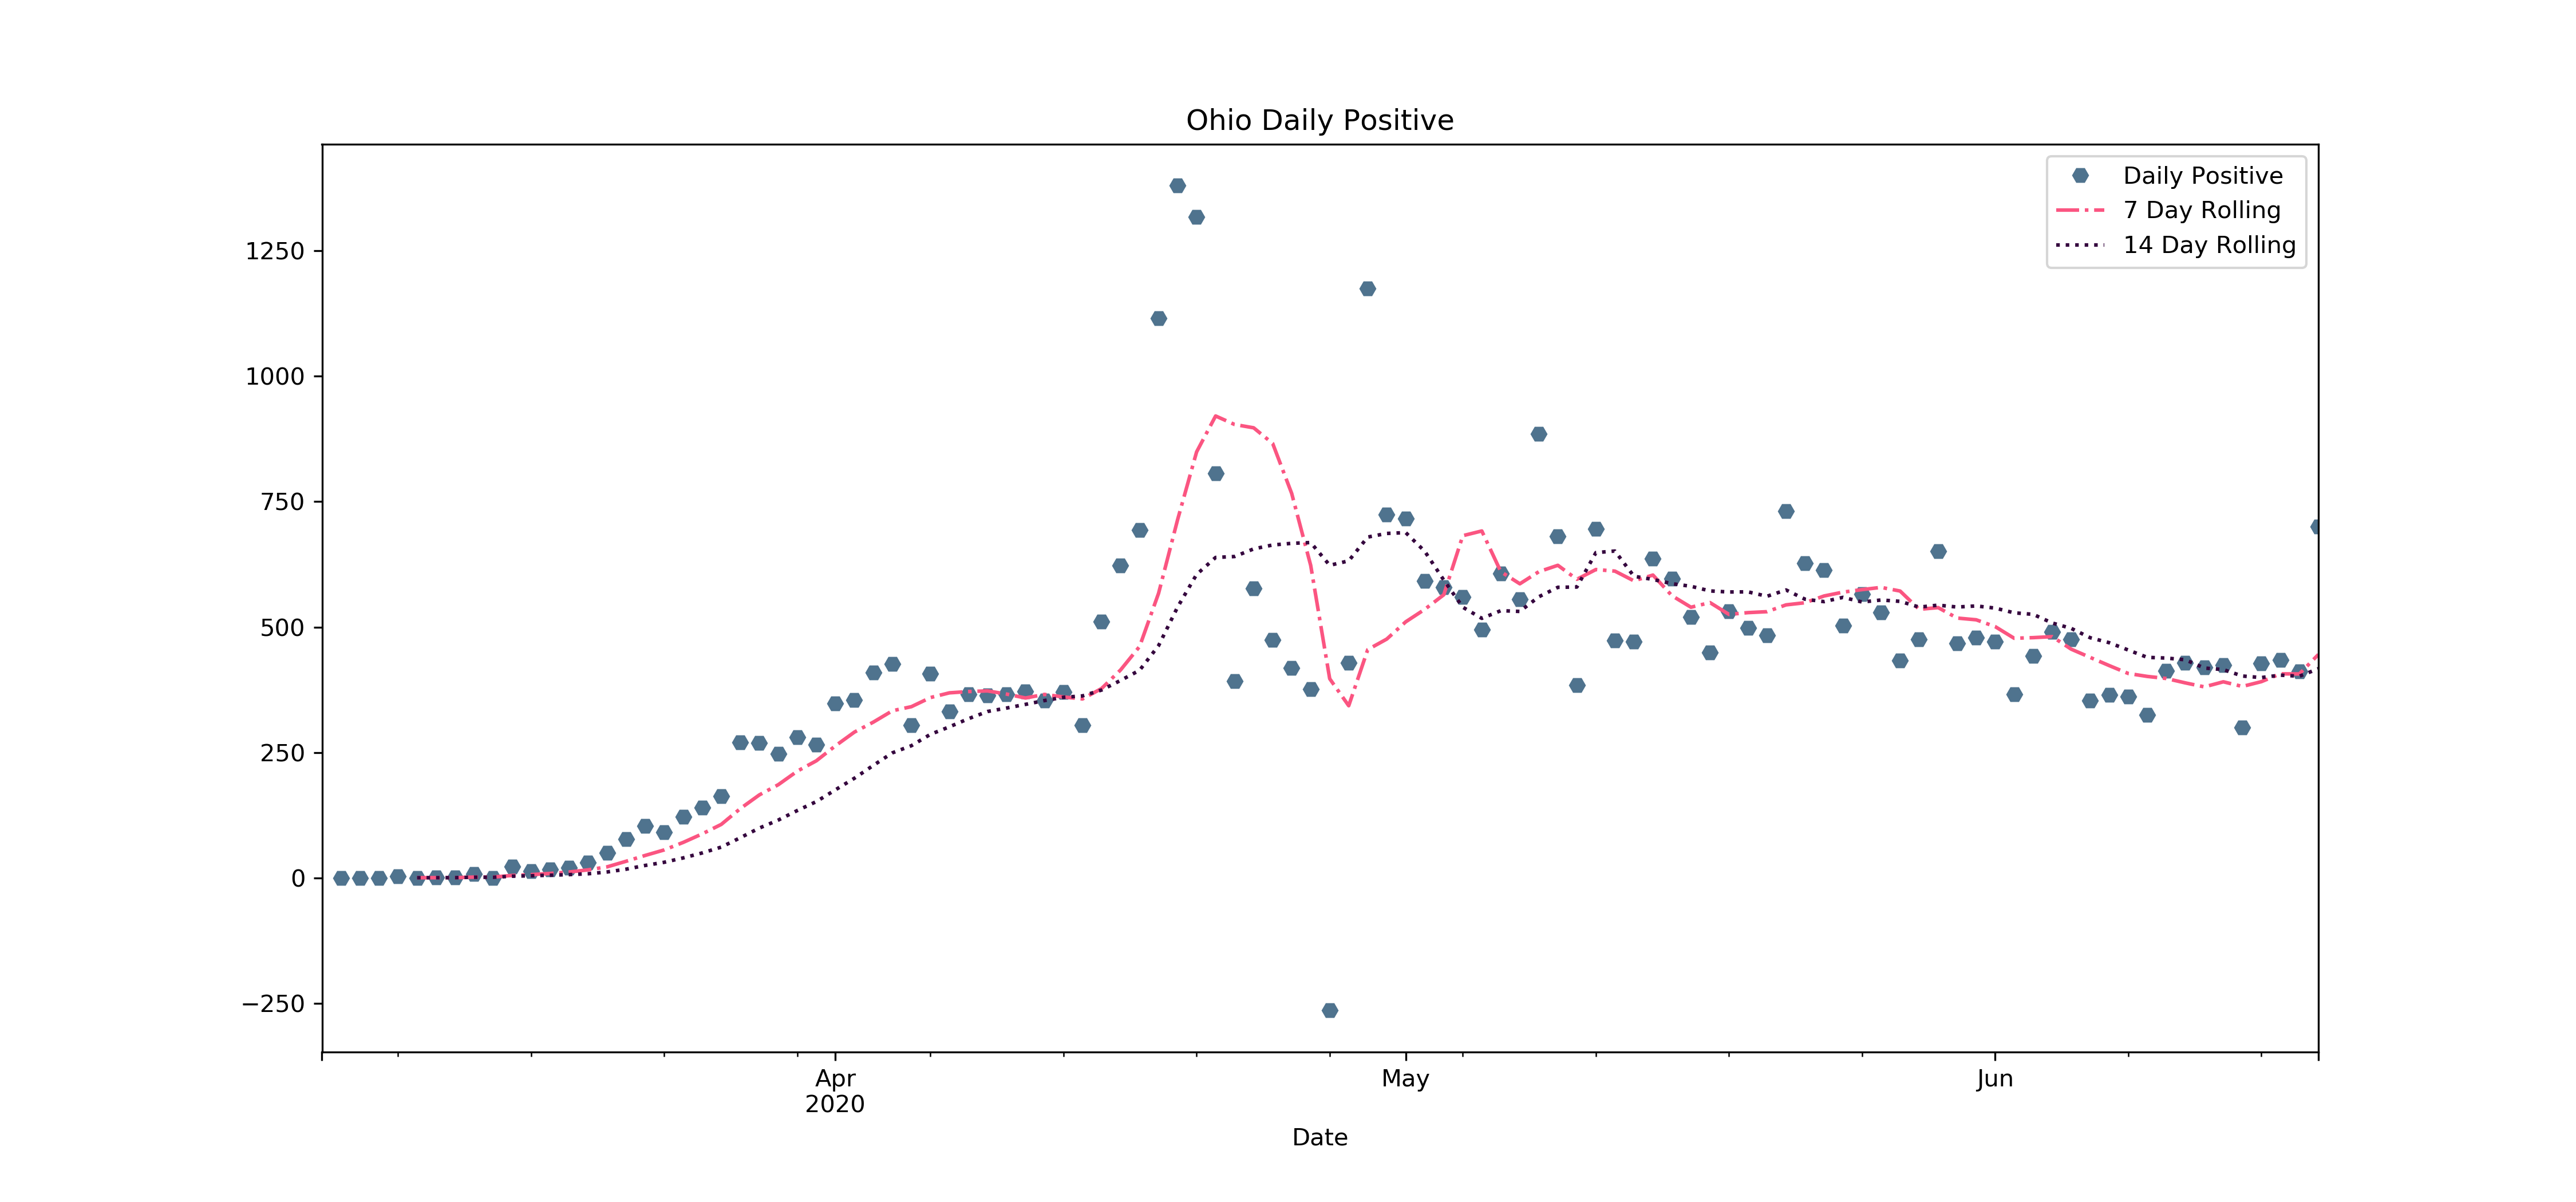 Ohio Daily Positive
Daily Positive
7 Day Rolling
14 Day Rolling
1250
1000
750
500
250
0
−250
Apr
2020
May
Jun
Date